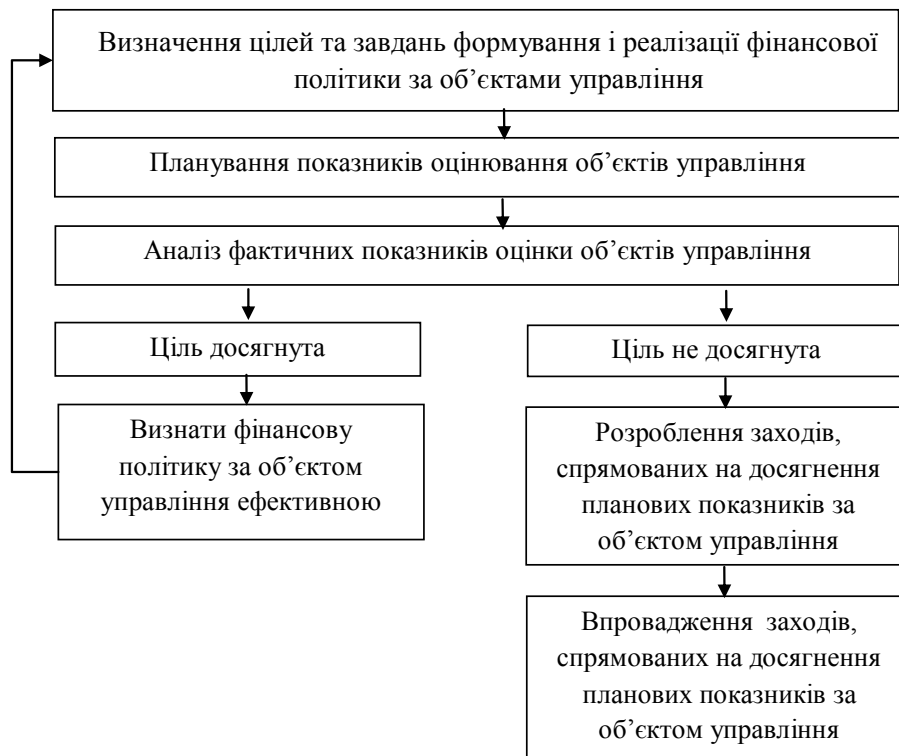 Визначення цілей та завдань формування і реалізації фінансової
політики за об’єктами управління
Планування показників оцінювання об’єктів управління
Аналіз фактичних показників оцінки об’єктів управління
Ціль досягнута
Ціль не досягнута
Визнати фінансову
політику за об’єктом
управління ефективною
Розроблення заходів,
спрямованих на досягнення
планових показників за
об’єктом управління
Впровадження заходів,
спрямованих на досягнення
планових показників за
об’єктом управління